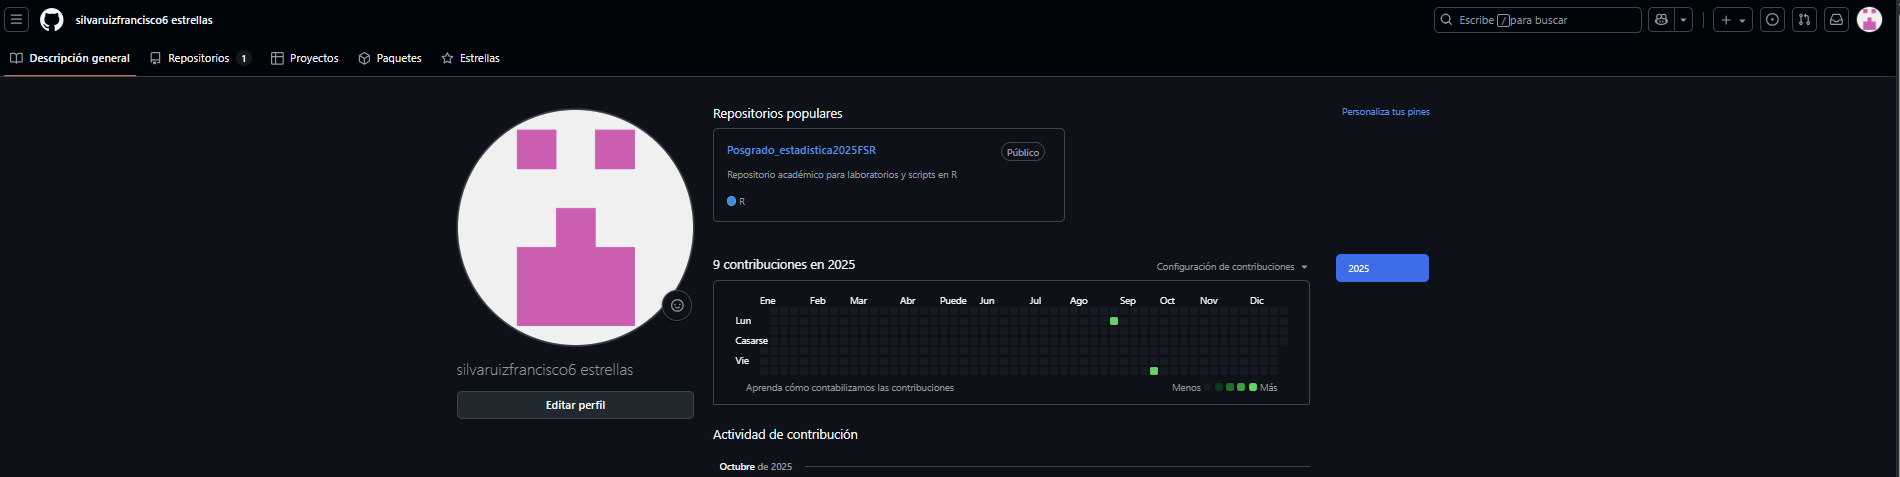 silvaruizfrancisco6 estrellas
Escribe / para buscar
Descripción general
Repositorios 1
Proyectos
Paquetes
Estrellas
Repositorios populares
Personaliza tus pines
Posgrado_estadistica2025FSR
Público
Repositorio académico para laboratorios y scripts en R
R
9 contribuciones en 2025
Configuración de contribuciones
2025
Ene Feb Mar Abr Puede Jun Jul Ago Sep Oct Nov Dic
Lun
Casarse
Vie
Aprenda cómo contabilizamos las contribuciones
Menos Más
silvaruizfrancisco6 estrellas
Editar perfil
Actividad de contribución
Octubre de 2025